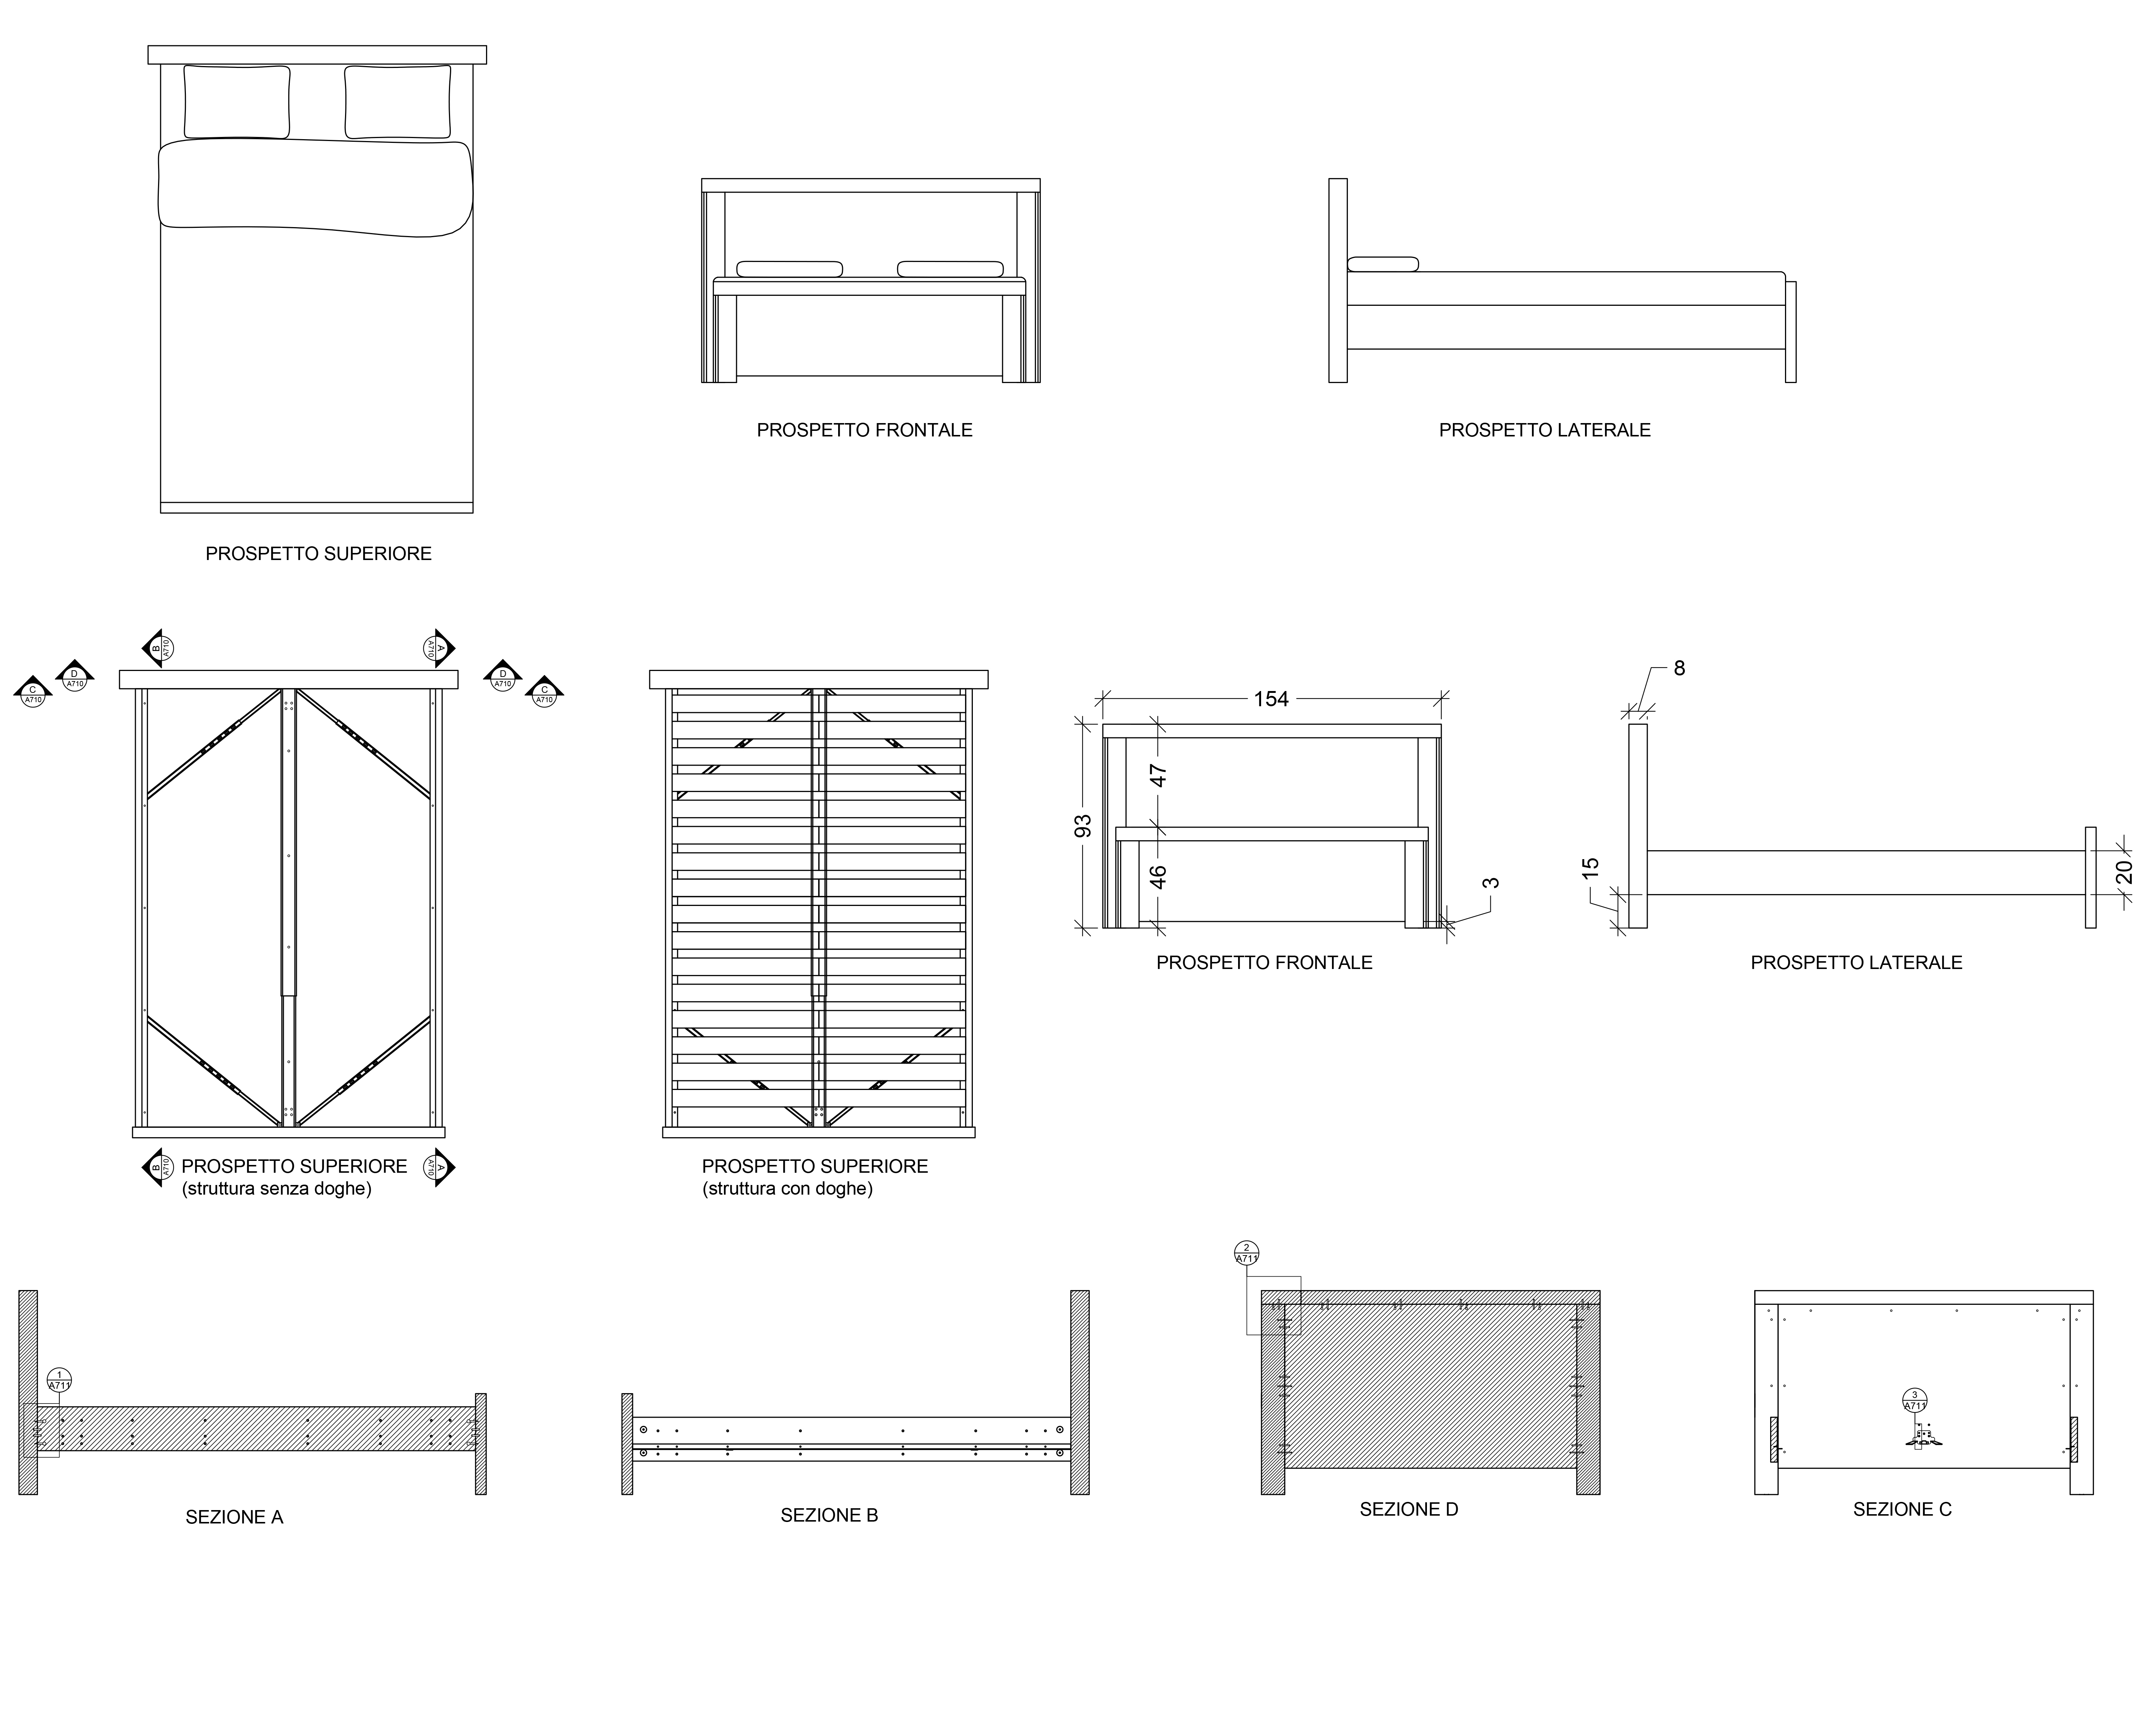 PROSPETTO SUPERIORE
PROSPETTO FRONTALE
PROSPETTO LATERALE
B
A710
A
A710
C
A710
D
A710
D
A710
C
A710
B
A710
PROSPETTO SUPERIORE
(struttura senza doghe)
A
A710
PROSPETTO SUPERIORE
(struttura con doghe)
154
93
47
46
3
PROSPETTO FRONTALE
8
15
20
PROSPETTO LATERALE
1
A711
SEZIONE A
SEZIONE B
2
A711
SEZIONE D
3
A711
SEZIONE C